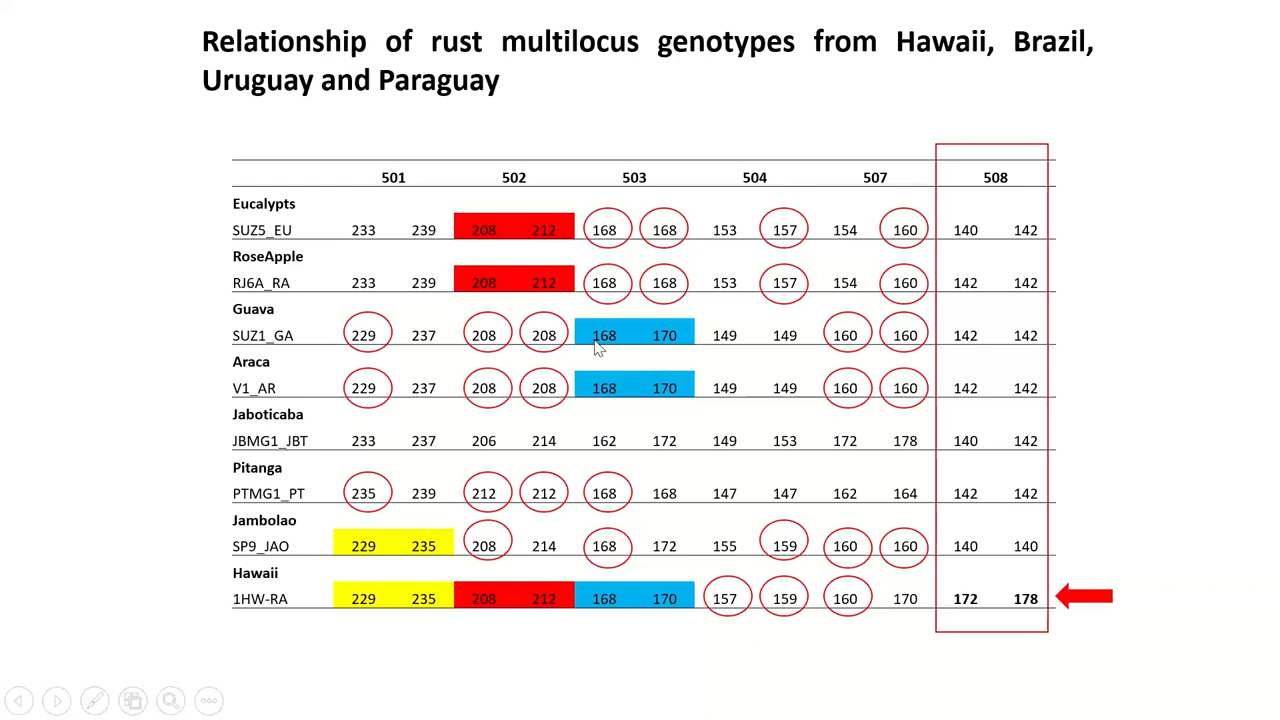 Relationship of rust multilocus genotypes from Hawaii, Brazil,
Uruguay and Paraguay
501 502 503 504 507 508
Eucalypts
SUZ5_EU 233 239 208 212 168 168 153 157 154 160 140 142
RoseApple
RJ6A_RA 233 239 208 212 168 168 153 157 154 160 142 142
Guava
SUZ1_GA 229 237 208 208 168 170 149 149 160 160 142 142
Araca
V1_AR 229 237 208 208 168 170 149 149 160 160 142 142
Jaboticaba
JBMG1_JBT 233 237 206 214 162 172 149 153 172 178 140 142
Pitanga
PTMG1_PT 235 239 212 212 168 168 147 147 162 164 142 142
Jambolao
SP9_JAO 229 235 208 214 168 172 155 159 160 160 140 140
Hawaii
1HW-RA 229 235 208 212 168 170 157 159 160 170 172 178